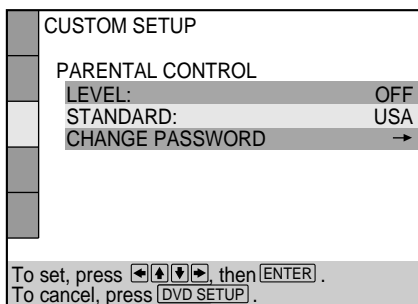 CUSTOM SETUP
PARENTAL CONTROL
LEVEL: OFF
STANDARD: USA
CHANGE PASSWORD →
To set, press ←↑↓→, then ENTER.
To cancel, press DVD SETUP.